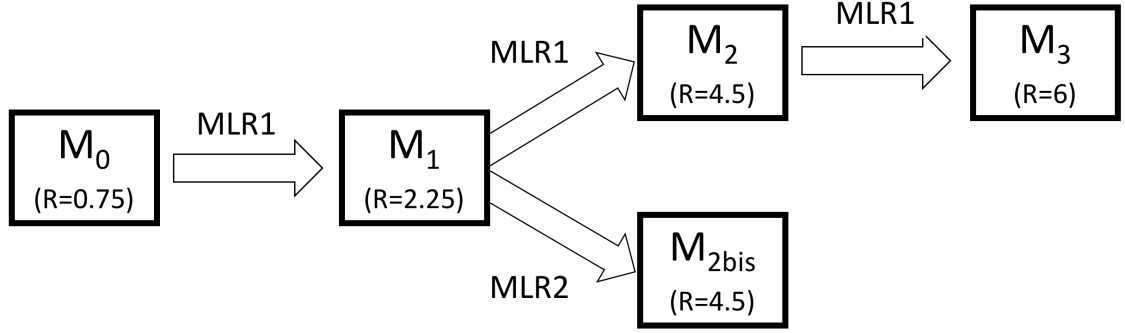 M0
(R=0.75)
MLR1
M1
(R=2.25)
MLR1
M2
(R=4.5)
MLR1
M3
(R=6)
MLR2
M2bis
(R=4.5)